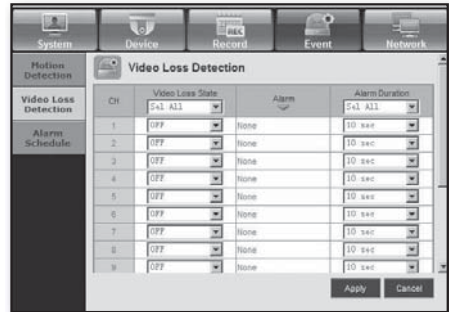 REC
System Device Record Event Network
Motion Detection
Video Loss Detection
Alarm Schedule
Video Loss Detection
CH Video Loss State Alarm Alarm Duration
Sel All Sel All
1 OFF None 10 sec
2 OFF None 10 sec
3 OFF None 10 sec
4 OFF None 10 sec
5 OFF None 10 sec
6 OFF None 10 sec
7 OFF None 10 sec
8 OFF None 10 sec
9 OFF None 10 sec
Apply Cancel